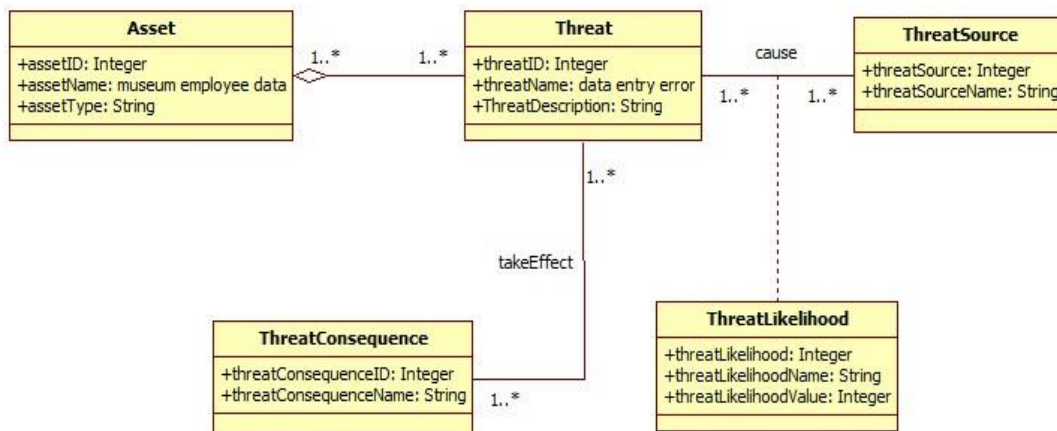 Asset
+assetID: Integer
+assetName: museum employee data
+assetType: String
1..*
1..*
Threat
+threatID: Integer
+threatName: data entry error
+ThreatDescription: String
cause
1..*
1..*
ThreatSource
+threatSource: Integer
+threatSourceName: String
1..*
takeEffect
ThreatConsequence
+threatConsequenceID: Integer
+threatConsequenceName: String
1..*
ThreatLikelihood
+threatLikelihood: Integer
+threatLikelihoodName: String
+threatLikelihoodValue: Integer